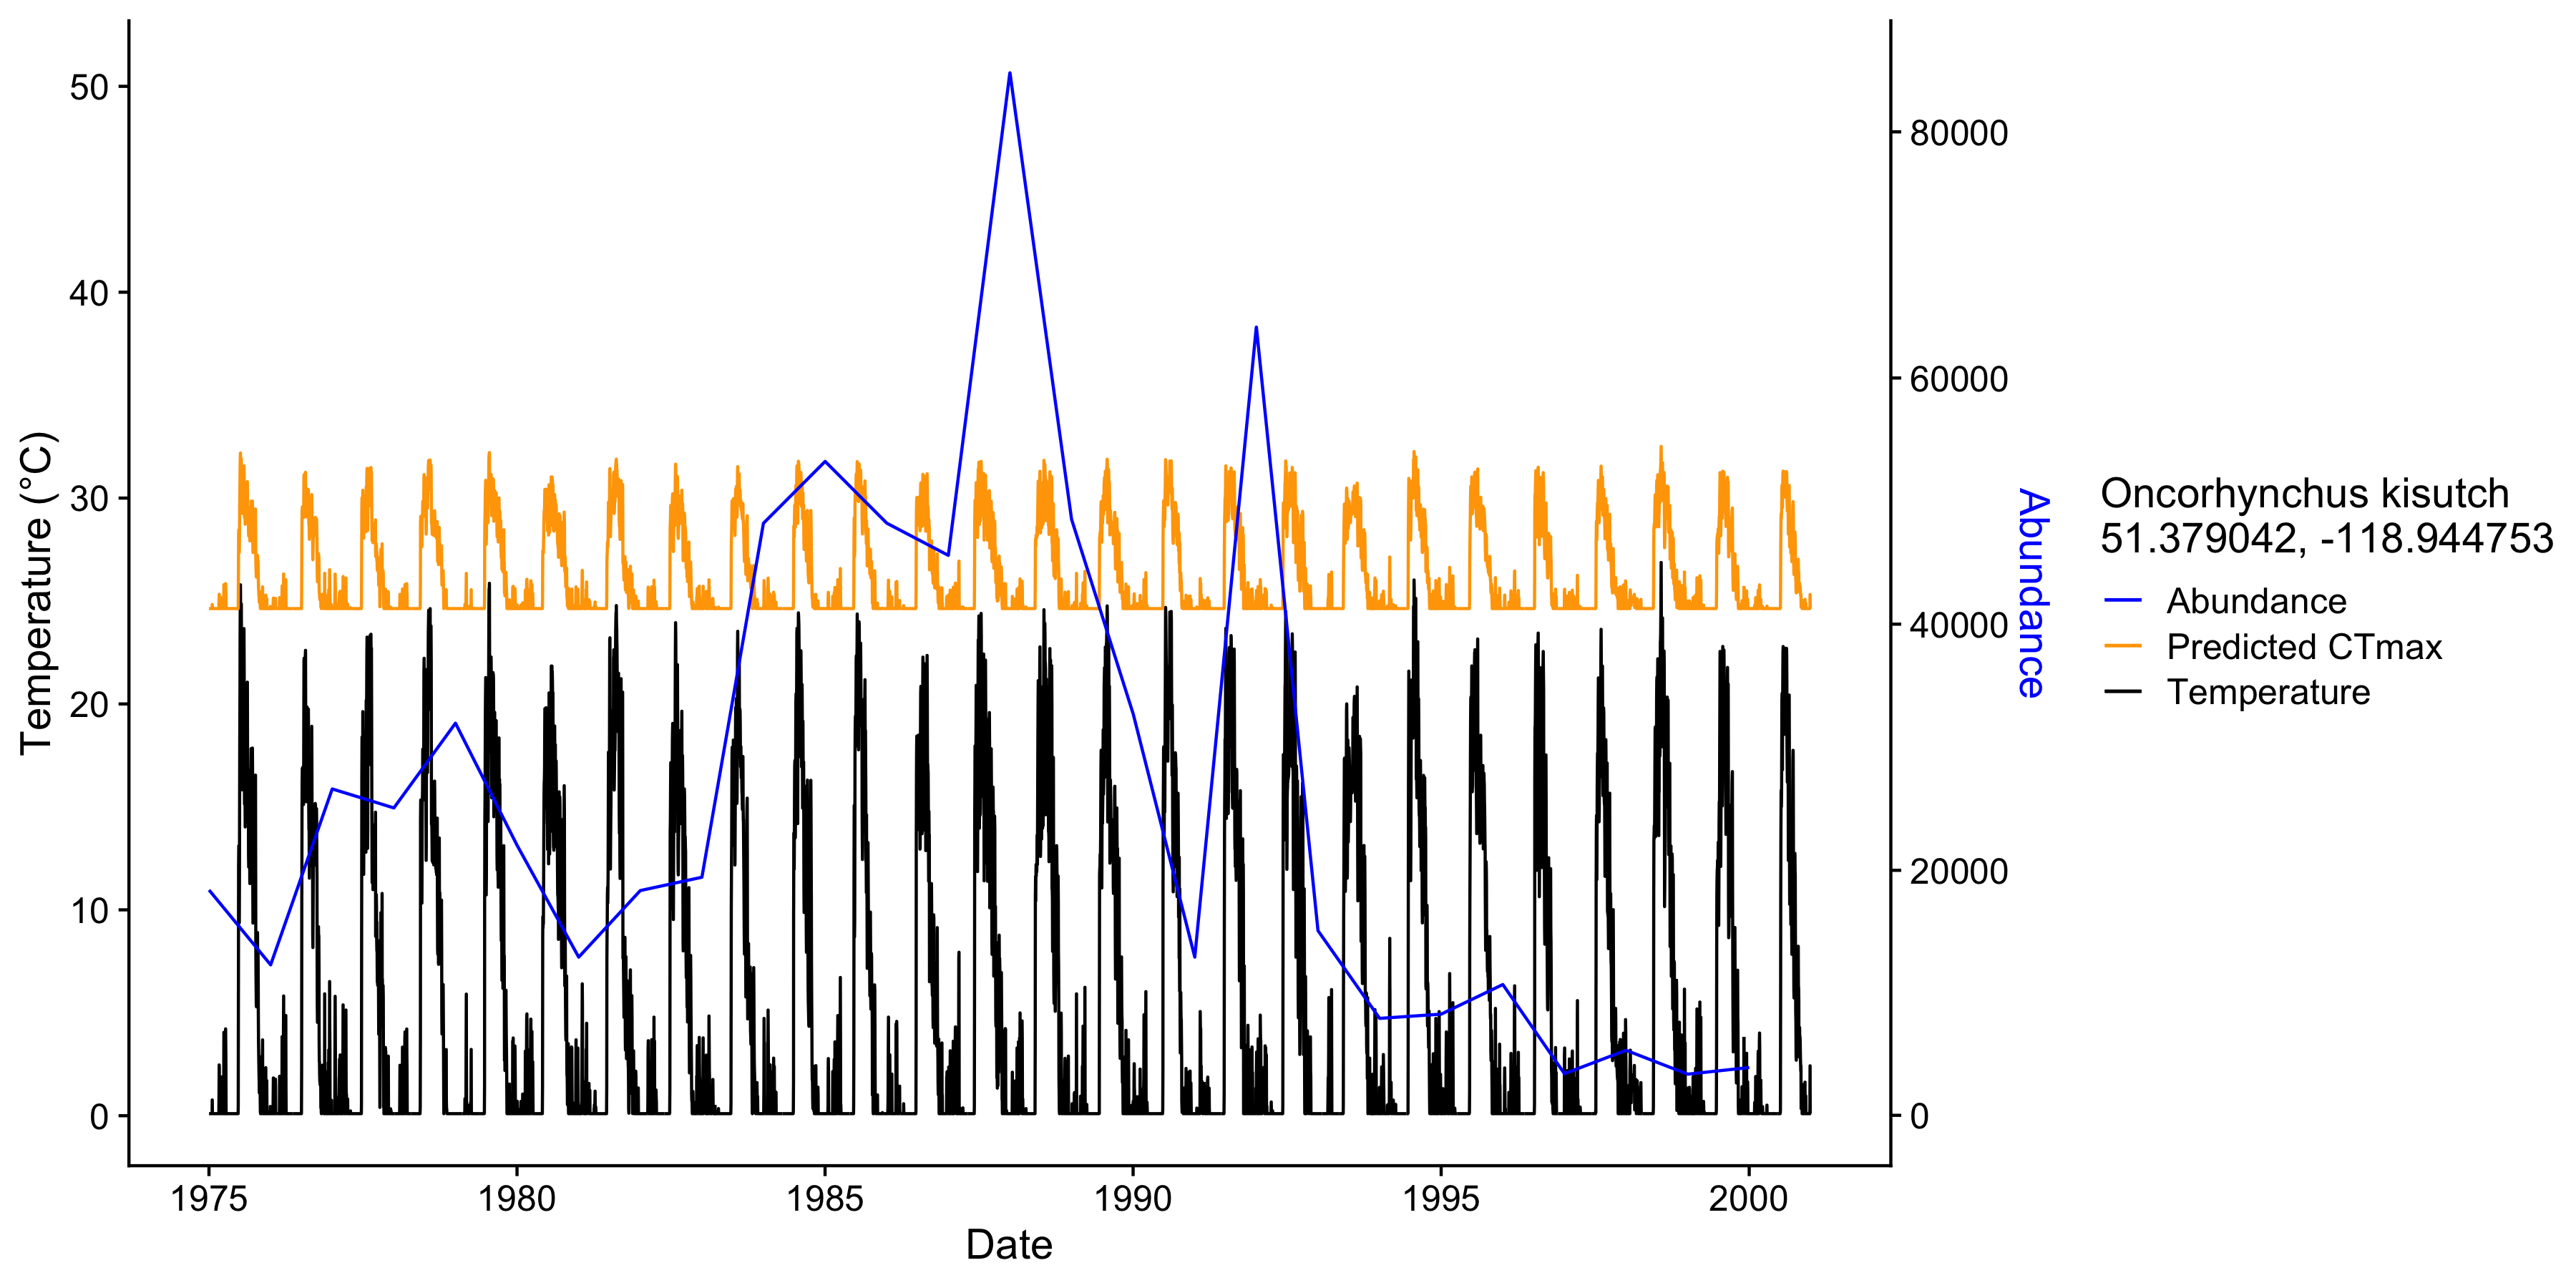 50
40
30
20
10
0
Temperature (°C)
1975
1980
1985
1990
1995
2000
Date
80000
60000
40000
20000
0
Abundance
Oncorhynchus kisutch
51.379042, -118.944753
Abundance
Predicted CTmax
Temperature